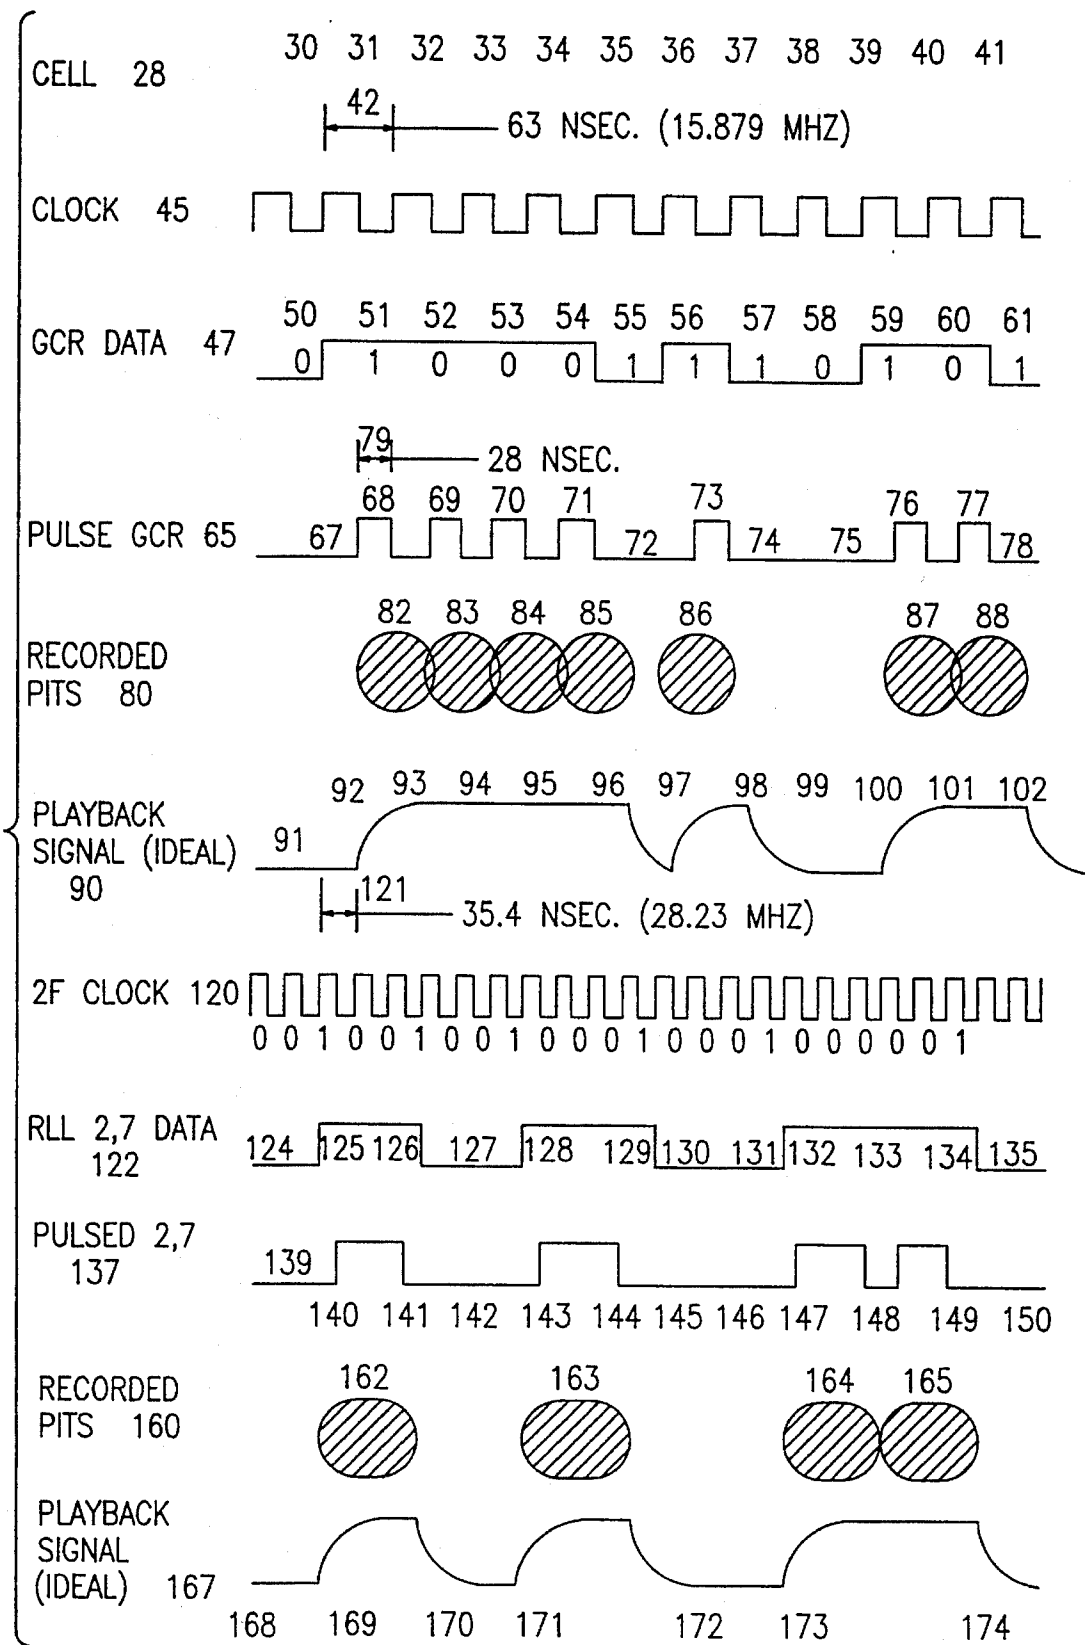 30 31 32 33 34 35 36 37 38 39 40 41
CELL 28
42
63 NSEC. (15.879 MHZ)
CLOCK 45
50 51 52 53 54 55 56 57 58 59 60 61
GCR DATA 47
0 1 0 0 0 1 1 1 0 1 0 1
79
28 NSEC.
68 69 70 71 73 76 77
PULSE GCR 65
67 72 74 75 78
82 83 84 85 86 87 88
RECORDED
PITS 80
92 93 94 95 96 97 98 99 100 101 102
PLAYBACK
SIGNAL (IDEAL)
90
91
121
35.4 NSEC. (28.23 MHZ)
2F CLOCK 120
0 0 1 0 0 1 0 0 1 0 0 0 1 0 0 0 1 0 0 0 0 0 1
RLL 2,7 DATA
122
124 125 126 127 128 129 130 131 132 133 134 135
PULSED 2,7
137
139
140 141 142 143 144 145 146 147 148 149 150
162 163 164 165
RECORDED
PITS 160
PLAYBACK
SIGNAL
(IDEAL) 167
168 169 170 171 172 173 174